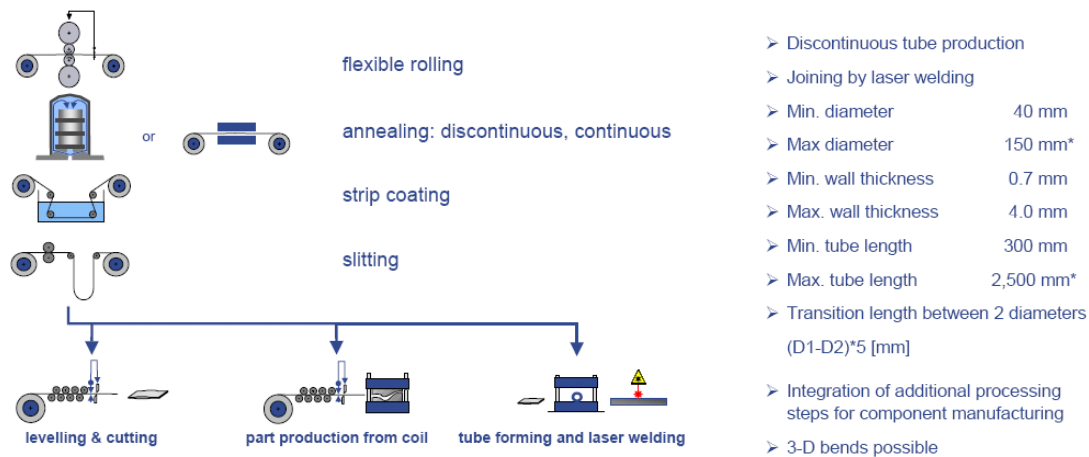 flexible rolling
or
annealing: discontinuous, continuous
strip coating
slitting
levelling & cutting
part production from coil
tube forming and laser welding
➢ Discontinuous tube production
➢ Joining by laser welding
➢ Min. diameter 40 mm
➢ Max diameter 150 mm*
➢ Min. wall thickness 0.7 mm
➢ Max. wall thickness 4.0 mm
➢ Min. tube length 300 mm
➢ Max. tube length 2,500 mm*
➢ Transition length between 2 diameters
(D1-D2)*5 [mm]
➢ Integration of additional processing
steps for component manufacturing
➢ 3-D bends possible